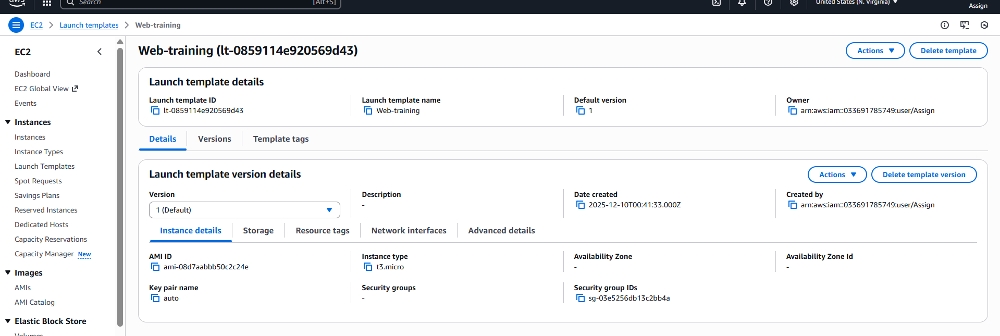 aws
Search
[Alt+S]
United States (N. Virginia)
Assign
EC2
Launch templates
Web-training
EC2
Dashboard
EC2 Global View
Events
Instances
Instances
Instance Types
Launch Templates
Spot Requests
Savings Plans
Reserved Instances
Dedicated Hosts
Capacity Reservations
Capacity Manager New
Images
AMIs
AMI Catalog
Elastic Block Store
Volumes
Web-training (lt-0859114e920569d43)
Actions
Delete template
Launch template details
Launch template ID
lt-0859114e920569d43
Launch template name
Web-training
Default version
1
Owner
arn:aws:iam::033691785749:user/Assign
Details
Versions
Template tags
Launch template version details
Actions
Delete template version
Version
1 (Default)
Description
-
Date created
2025-12-10T00:41:33.000Z
Created by
arn:aws:iam::033691785749:user/Assign
Instance details
Storage
Resource tags
Network interfaces
Advanced details
AMI ID
ami-08d7aabbb50c2c24e
Instance type
t3.micro
Availability Zone
-
Availability Zone Id
-
Key pair name
auto
Security groups
-
Security group IDs
sg-03e5256db13c2bb4a